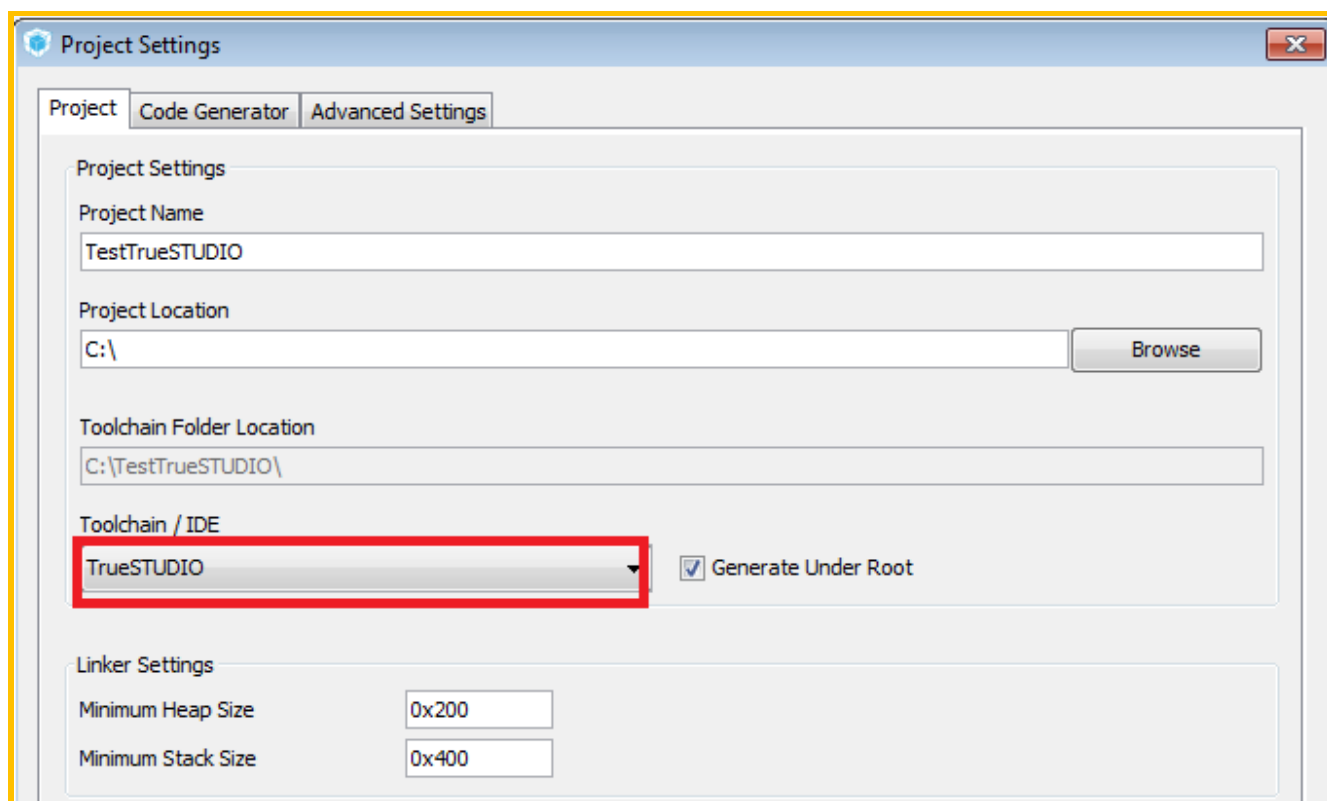 Project Settings
Project Code Generator Advanced Settings
Project Settings
Project Name
TestTrueSTUDIO
Project Location
C:\ Browse
Toolchain Folder Location
C:\TestTrueSTUDIO\
Toolchain / IDE
TrueSTUDIO Generate Under Root
Linker Settings
Minimum Heap Size 0x200
Minimum Stack Size 0x400